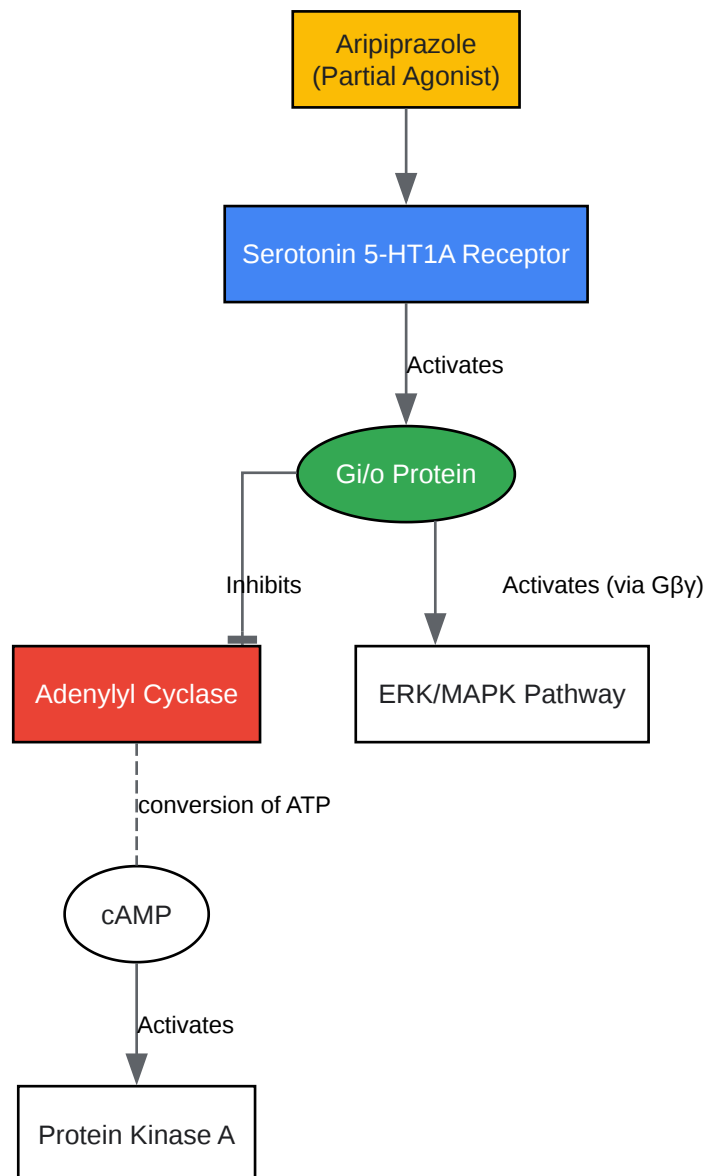 Aripiprazole
(Partial Agonist)
Serotonin 5-HT1A Receptor
Activates
Gi/o Protein
Inhibits
Activates (via Gβγ)
Adenylyl Cyclase
ERK/MAPK Pathway
conversion of ATP
cAMP
Activates
Protein Kinase A